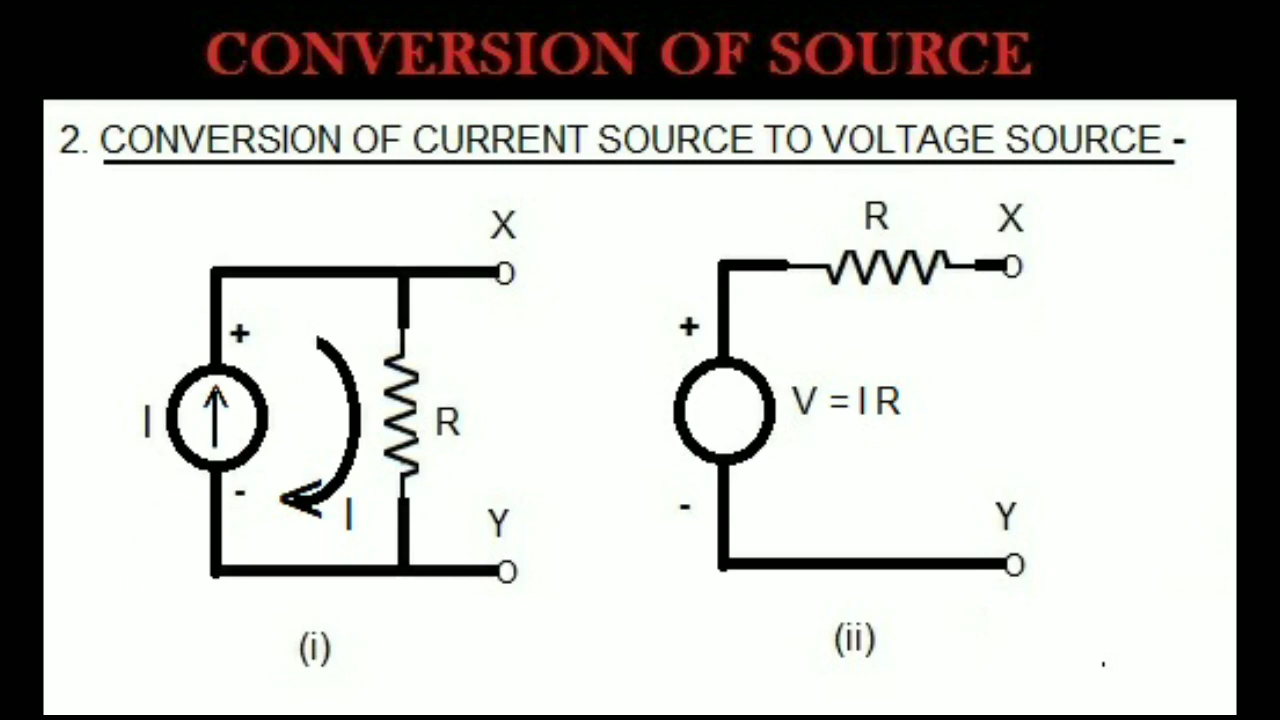 CONVERSION OF SOURCE
2. CONVERSION OF CURRENT SOURCE TO VOLTAGE SOURCE -
X
+
I
R
-
I
Y
(i)
R
X
+
V = I R
-
Y
(ii)